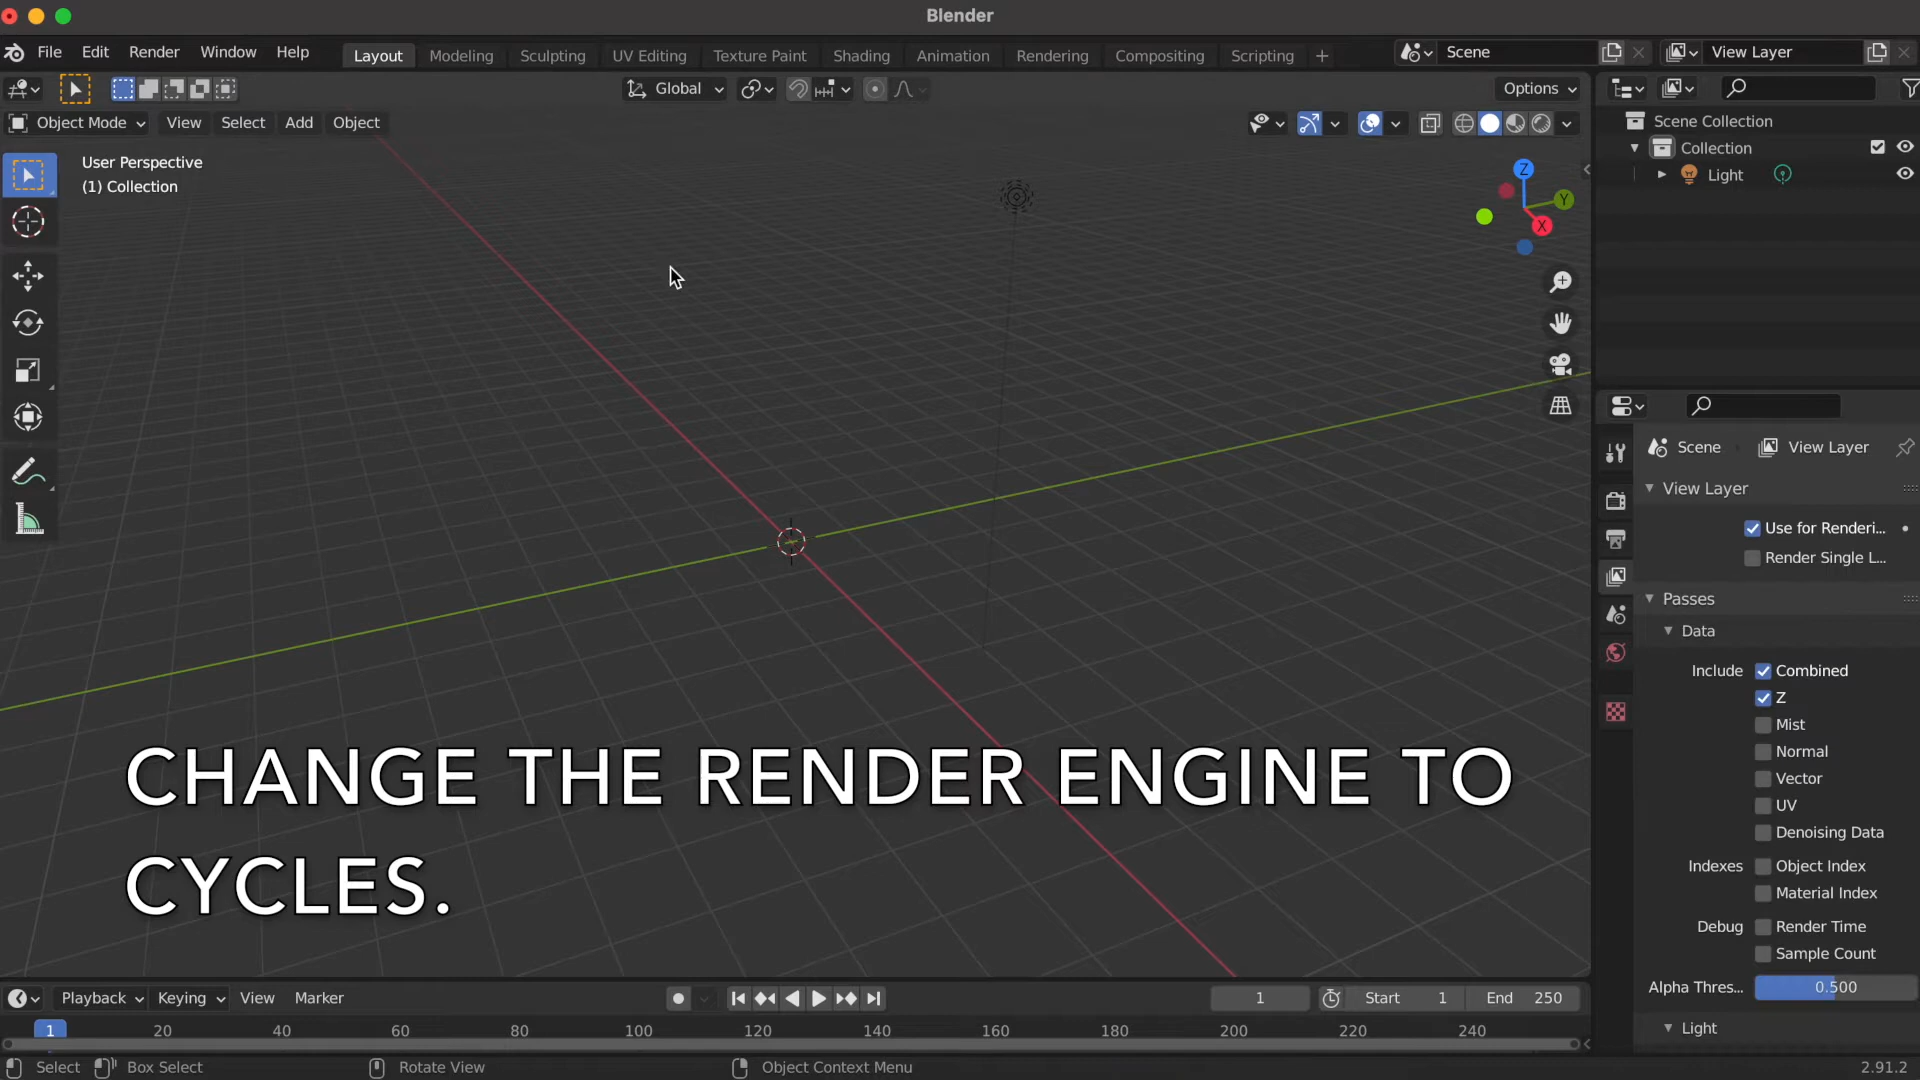 Blender
File Edit Render Window Help Layout Modeling Sculpting UV Editing Texture Paint Shading Animation Rendering Compositing Scripting + Scene View Layer
Global Options
Object Mode View Select Add Object
User Perspective
(1) Collection
Z
Y
X
Scene Collection
Collection
Light
Scene View Layer
View Layer
Use for Renderi...
Render Single L...
Passes
Data
Include Combined
Z
Mist
Normal
Vector
UV
Denoising Data
Indexes Object Index
Material Index
Debug Render Time
Sample Count
Alpha Thres... 0.500
Light
CHANGE THE RENDER ENGINE TO
CYCLES.
Playback Keying View Marker 1 Start 1 End 250
1 20 40 60 80 100 120 140 160 180 200 220 240
Select Box Select Rotate View Object Context Menu 2.91.2